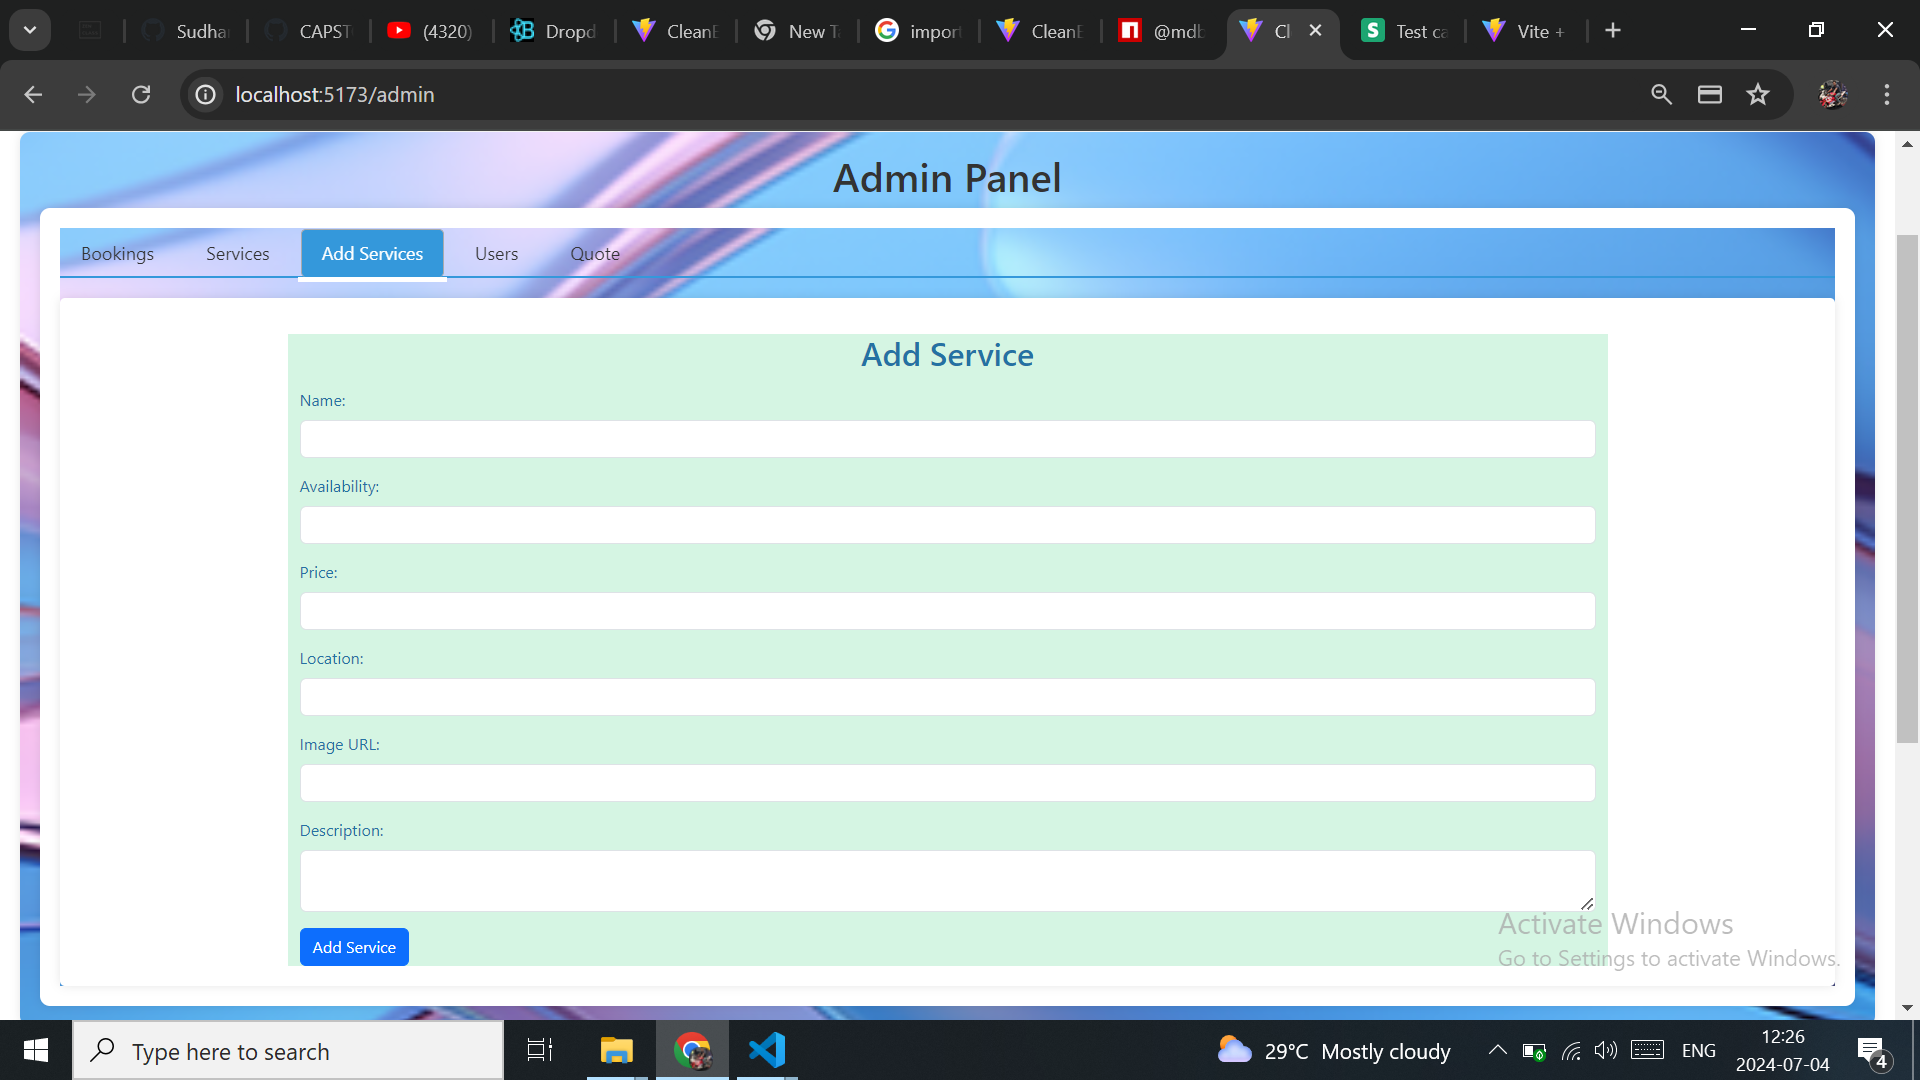 Sudha
CAPST
(4320)
Dropd
CleanE
New T
import
CleanE
@mdb
Cl
Test ca
Vite +
localhost:5173/admin
Admin Panel
Bookings
Services
Add Services
Users
Quote
Add Service
Name:
Availability:
Price:
Location:
Image URL:
Description:
Add Service
Activate Windows
Go to Settings to activate Windows.
Type here to search
29°C Mostly cloudy
ENG
12:26
2024-07-04
4